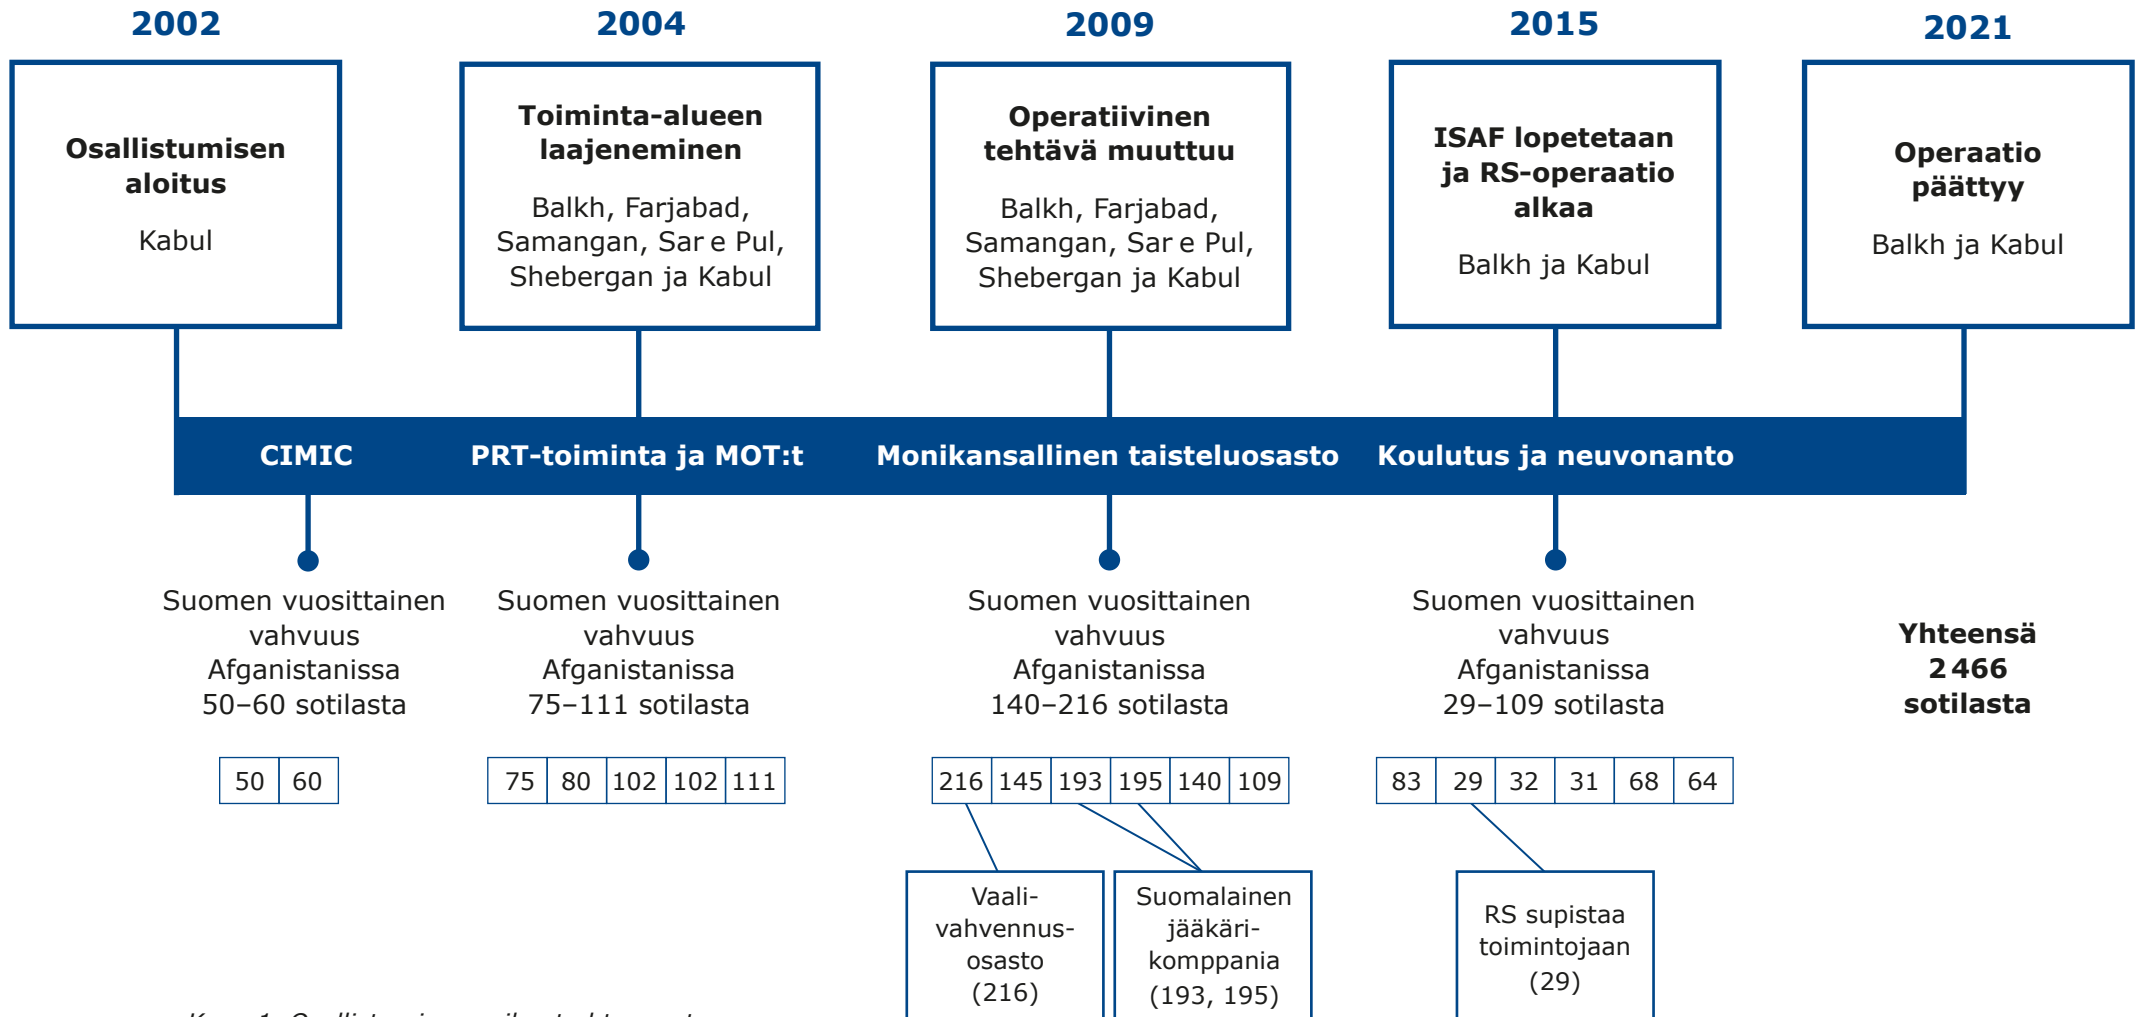 2002
2004
2009
2015
2021
Osallistumisen
aloitus
Kabul
Toiminta-alueen
laajeneminen
Balkh, Farjabad,
Samangan, Sar e Pul,
Shebergan ja Kabul
Operatiivinen
tehtävä muuttuu
Balkh, Farjabad,
Samangan, Sar e Pul,
Shebergan ja Kabul
ISAF lopetetaan
ja RS-operaatio
alkaa
Balkh ja Kabul
Operaatio
päättyy
Balkh ja Kabul
CIMIC
PRT-toiminta ja MOT:t
Monikansallinen taisteluosasto
Koulutus ja neuvonanto
Suomen vuosittainen
vahvuus
Afganistanissa
50–60 sotilasta
50 60
Suomen vuosittainen
vahvuus
Afganistanissa
75–111 sotilasta
75 80 102 102 111
Suomen vuosittainen
vahvuus
Afganistanissa
140–216 sotilasta
216 145 193 195 140 109
Suomen vuosittainen
vahvuus
Afganistanissa
29–109 sotilasta
83 29 32 31 68 64
Yhteensä
2 466
sotilasta
Vaali-
vahvennus-
osasto
(216)
Suomalainen
jääkäri-
komppania
(193, 195)
RS supistaa
toimintojaan
(29)